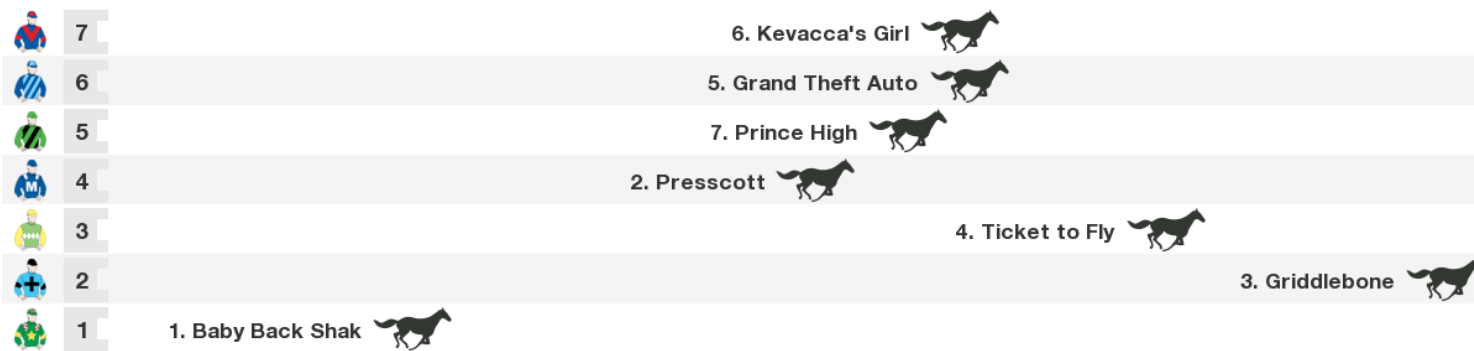 7 6. Kevacca's Girl
6 5. Grand Theft Auto
5 7. Prince High
4 M 2. Presscott
3 4. Ticket to Fly
2 3. Griddlebone
1 1. Baby Back Shak